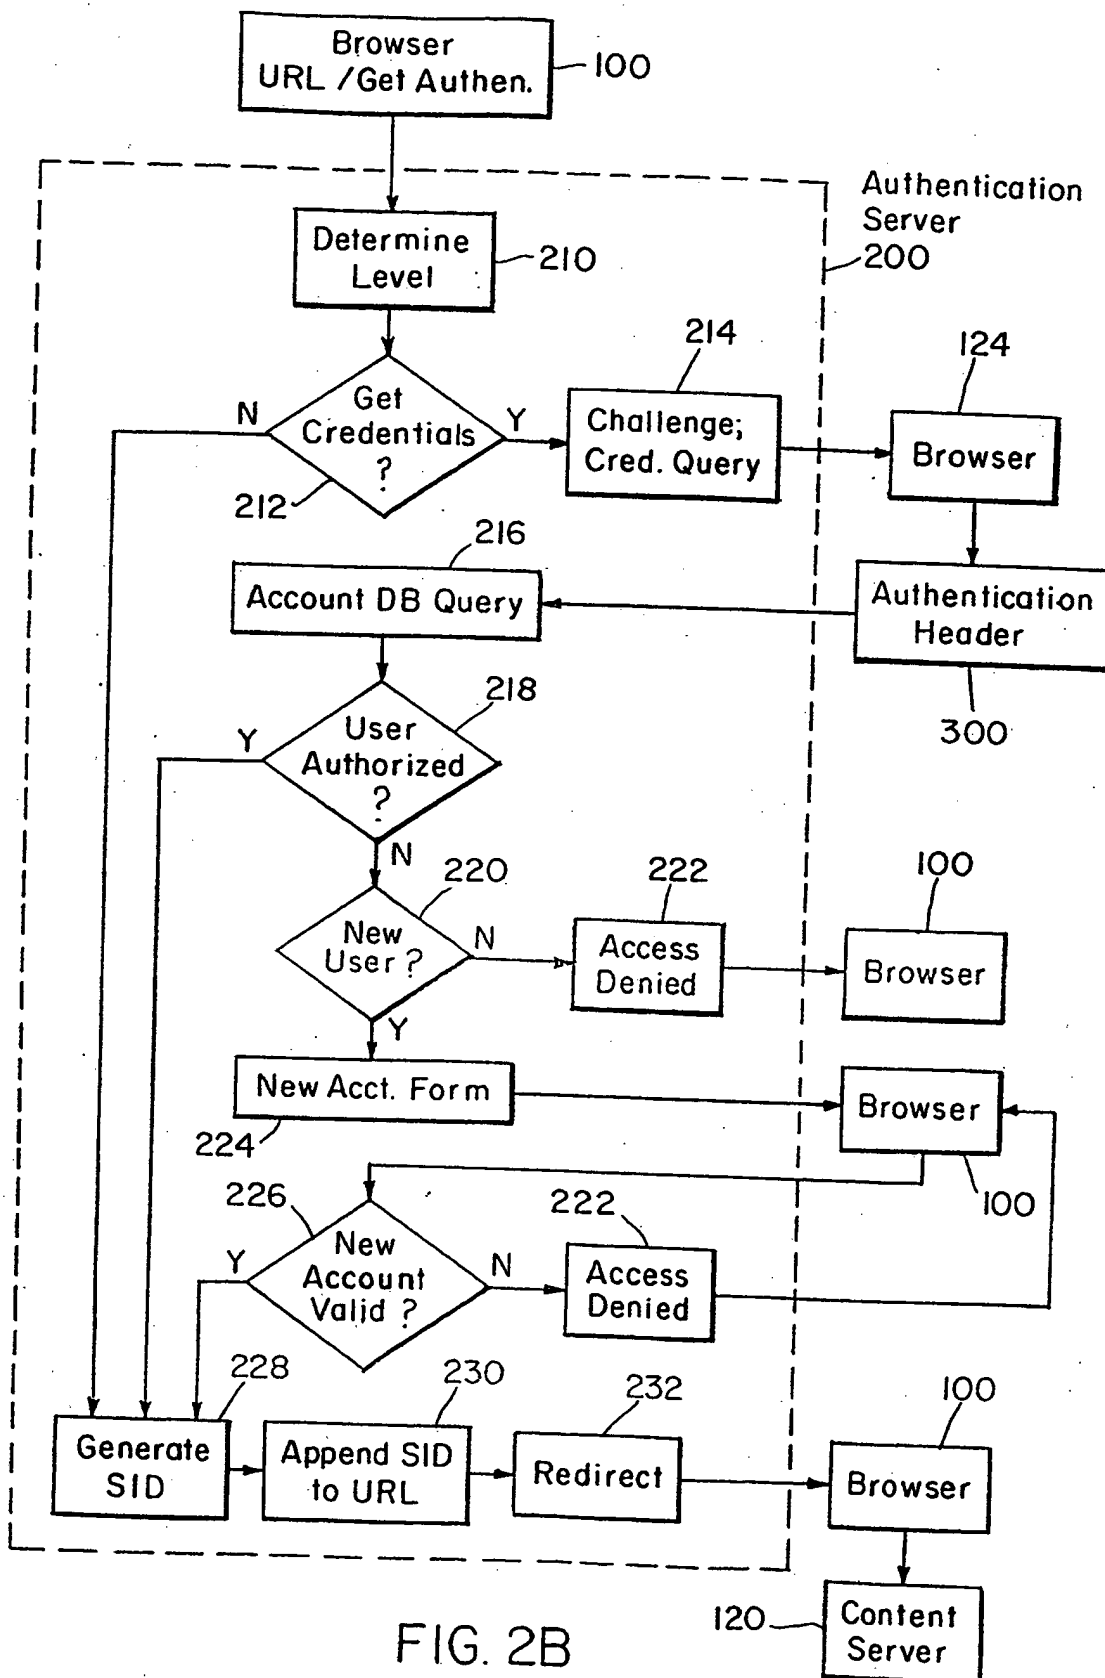 Browser
URL /Get Authen.
100
Authentication
Server
200
Determine
Level
210
214
124
Get
Credentials
?
N
Y
212
Challenge;
Cred. Query
Browser
216
Account DB Query
Authentication
Header
300
218
User
Authorized
?
Y
N
220
222
100
New
User ?
N
Y
Access
Denied
Browser
New Acct. Form
224
Browser
100
226
222
New
Account
Valid ?
Y
N
Access
Denied
228
230
232
100
Generate
SID
Append SID
to URL
Redirect
Browser
120
Content
Server
FIG. 2B